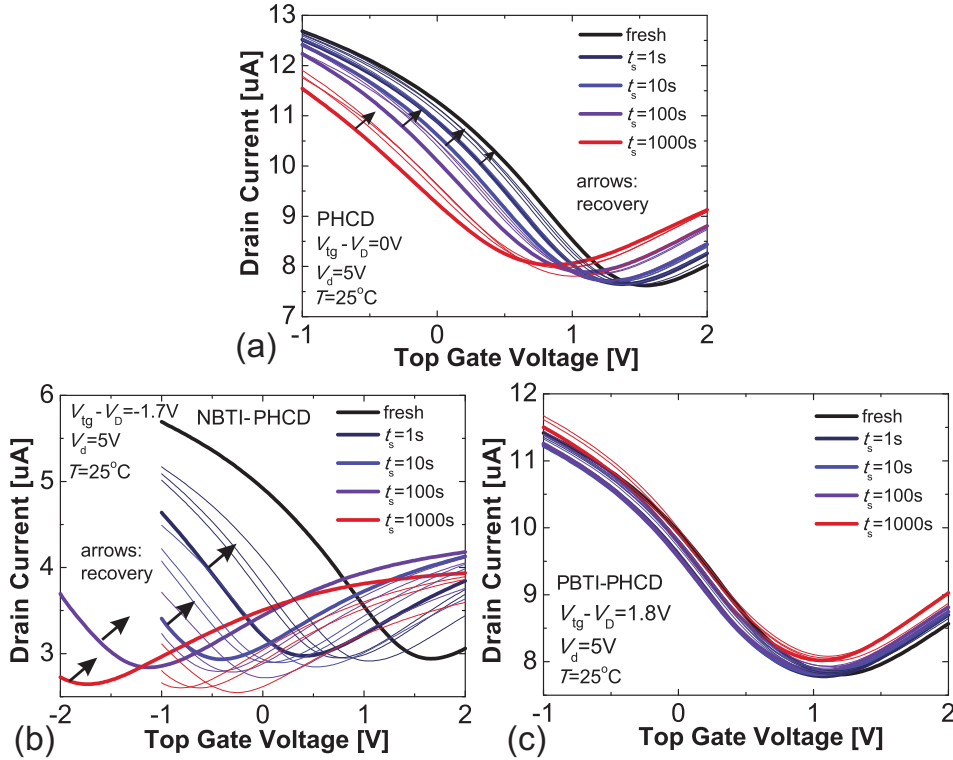 13
12
11
10
9
8
7
Drain Current [uA]
fresh
tₛ=1s
tₛ=10s
tₛ=100s
tₛ=1000s
arrows:
recovery
PHCD
Vtg - VD=0V
Vd=5V
T=25°C
-1 0 1 2
Top Gate Voltage [V]
(a)
6
5
4
3
Drain Current [uA]
Vtg - VD=-1.7V
Vd=5V
T=25°C
NBTI-PHCD
fresh
tₛ=1s
tₛ=10s
tₛ=100s
tₛ=1000s
arrows:
recovery
-2 -1 0 1 2
Top Gate Voltage [V]
(b)
12
11
10
9
8
Drain Current [uA]
fresh
tₛ=1s
tₛ=10s
tₛ=100s
tₛ=1000s
PBTI-PHCD
Vtg - VD=1.8V
Vd=5V
T=25°C
-1 0 1 2
Top Gate Voltage [V]
(c)